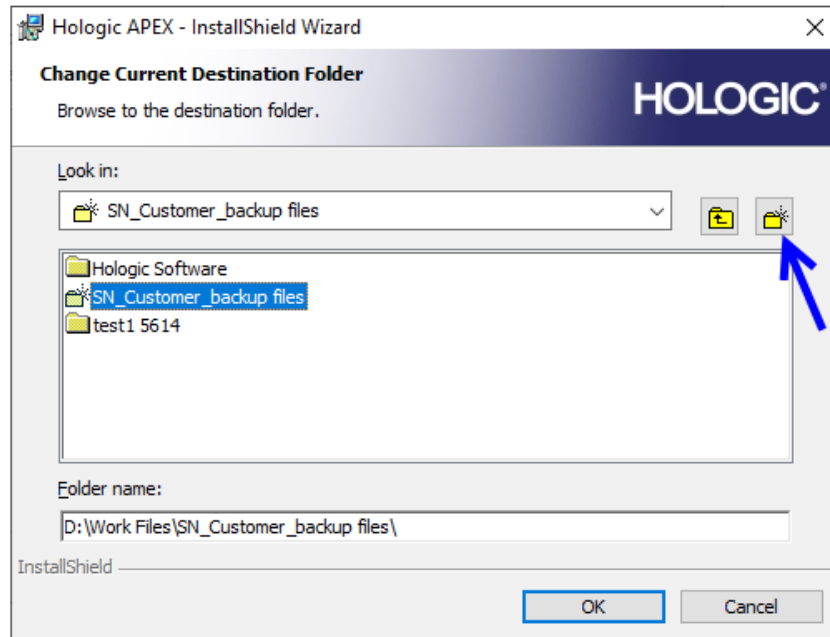 Hologic APEX - InstallShield Wizard
Change Current Destination Folder
Browse to the destination folder.
HOLOGIC®
Look in:
SN_Customer_backup files
Hologic Software
SN_Customer_backup files
test1 5614
Folder name:
D:\Work Files\SN_Customer_backup files\
InstallShield
OK
Cancel